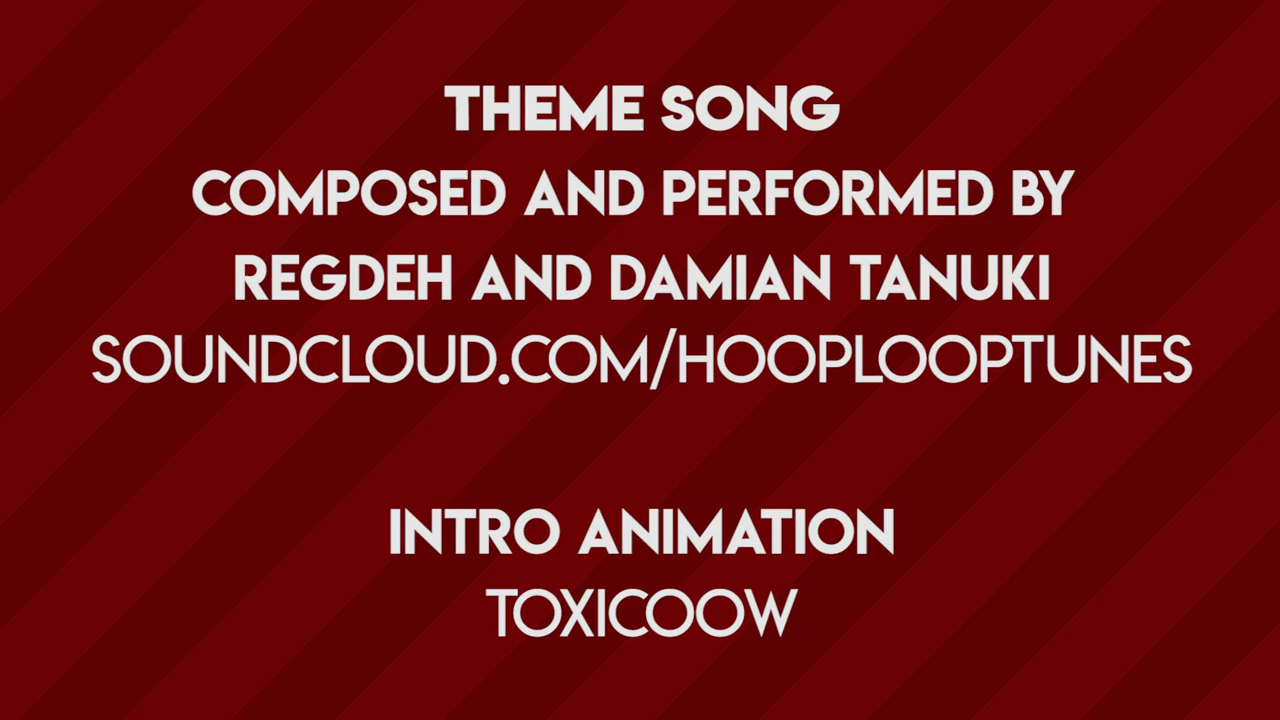 THEME SONG
COMPOSED AND PERFORMED BY
REGDEH AND DAMIAN TANUKI
SOUNDCLOUD.COM/HOOPLOOPTUNES
INTRO ANIMATION
TOXICOOW